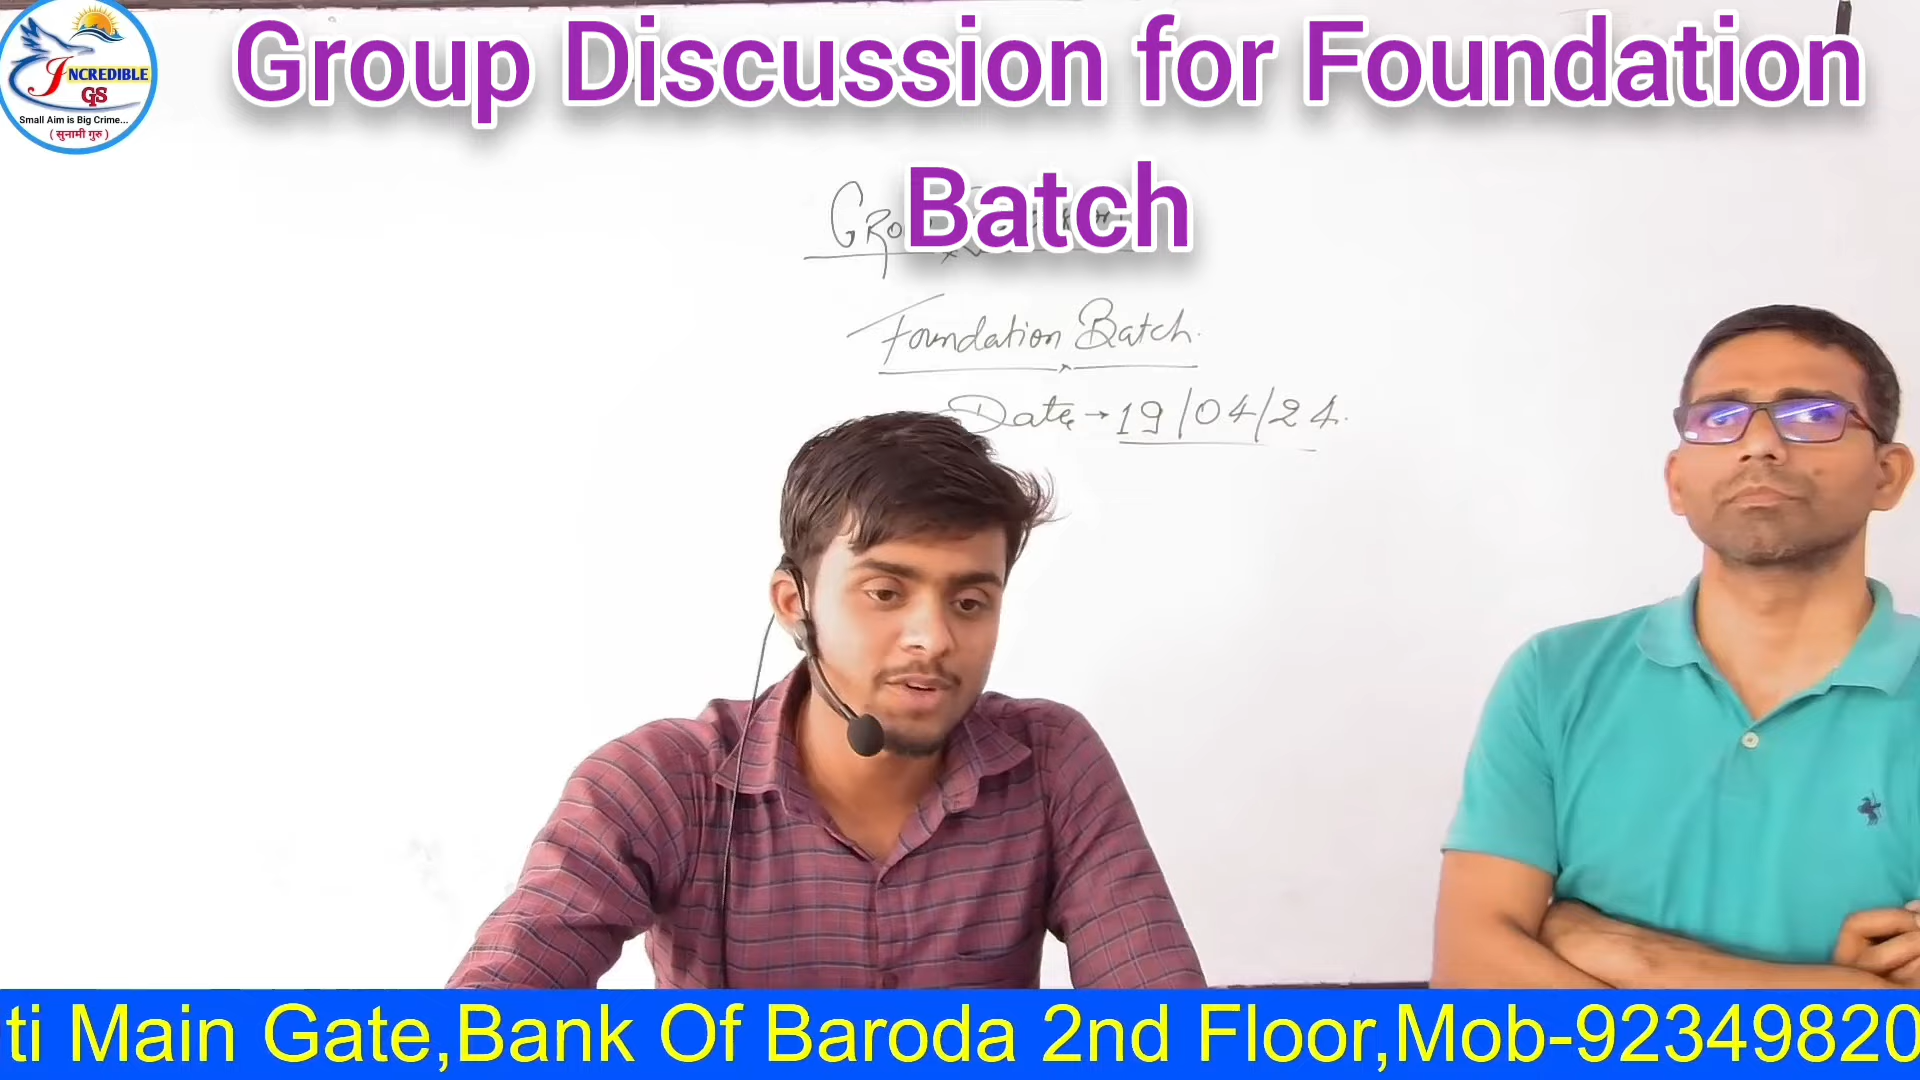 INCREDIBLE
GS
Small Aim is Big Crime...
( सुनामी गुरु )
Group Discussion for Foundation
Batch
Foundation Batch.
Date → 19/04/24.
ti Main Gate,Bank Of Baroda 2nd Floor,Mob-92349820